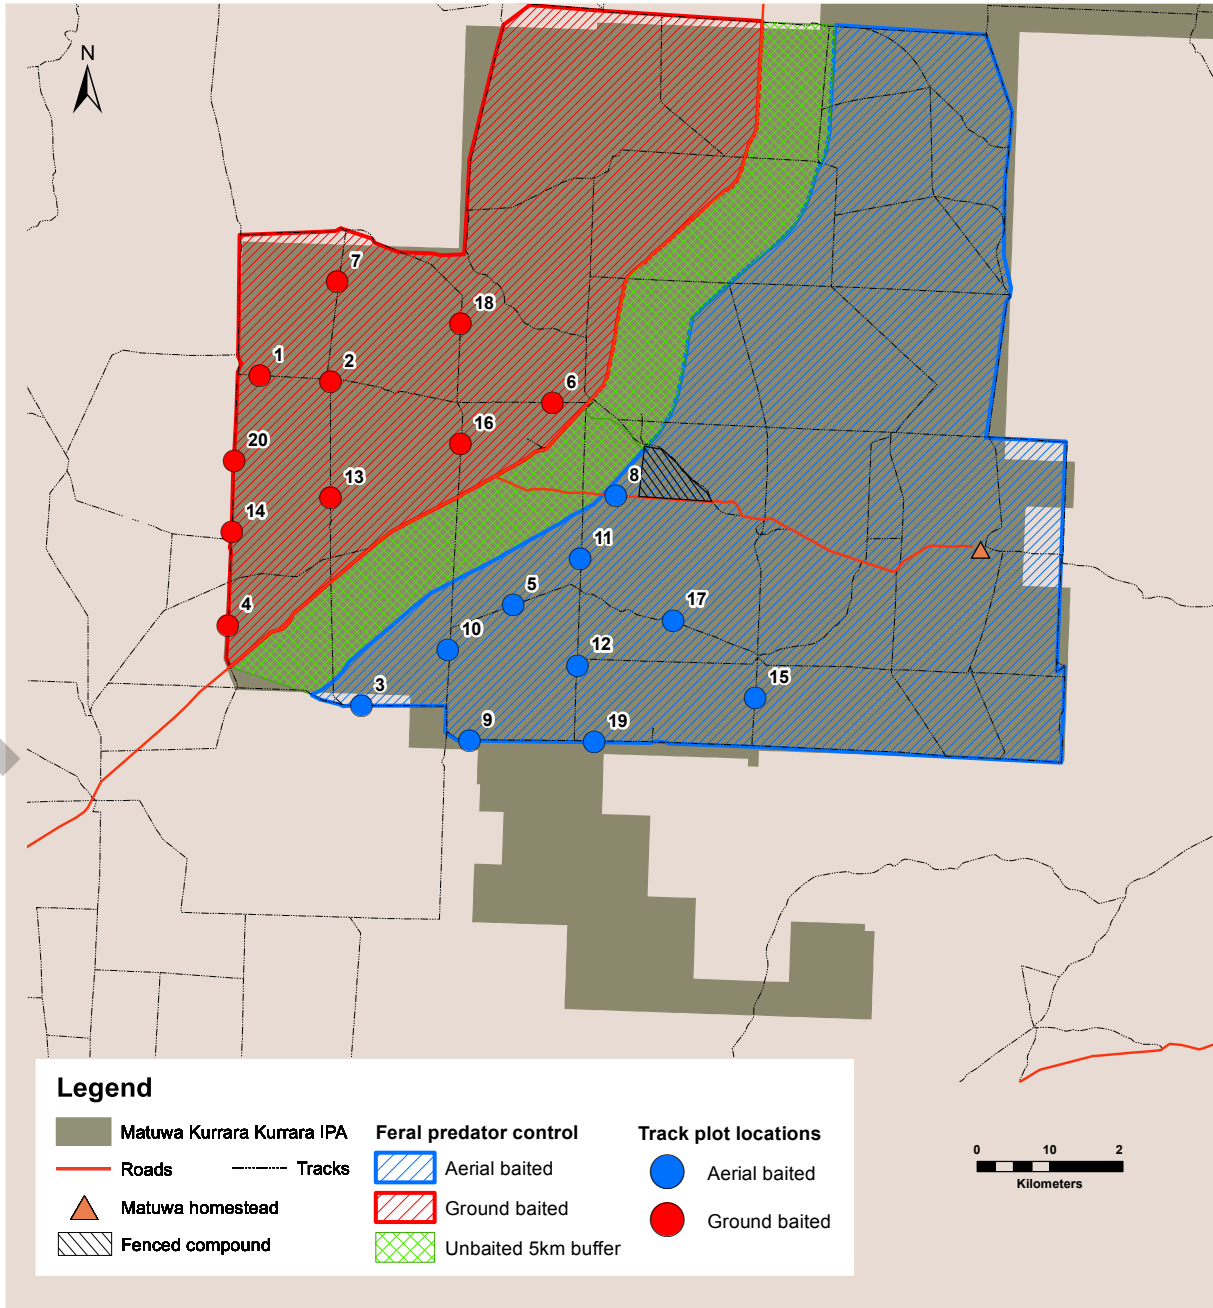 N
7
18
1
2
6
16
20
13
8
14
11
5
17
4
10
12
3
15
9
19
Legend
Matuwa Kurrara Kurrara IPA
Roads
Tracks
Matuwa homestead
Fenced compound
Feral predator control
Aerial baited
Ground baited
Unbaited 5km buffer
Track plot locations
Aerial baited
Ground baited
0 10 2
Kilometers